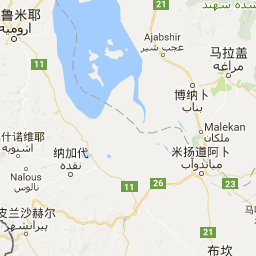 鲁米耶
ارومیه
11
Ajabshir
عجب شیر
马拉盖
مراغه
博纳卜
بناب
Malekan
ملکان
什诺维耶
اشنویه
纳加代
نقده
Nalous
نالوس
米扬道阿卜
میاندوآب
11
26
23
皮兰沙赫尔
پیرانشهر
布坎